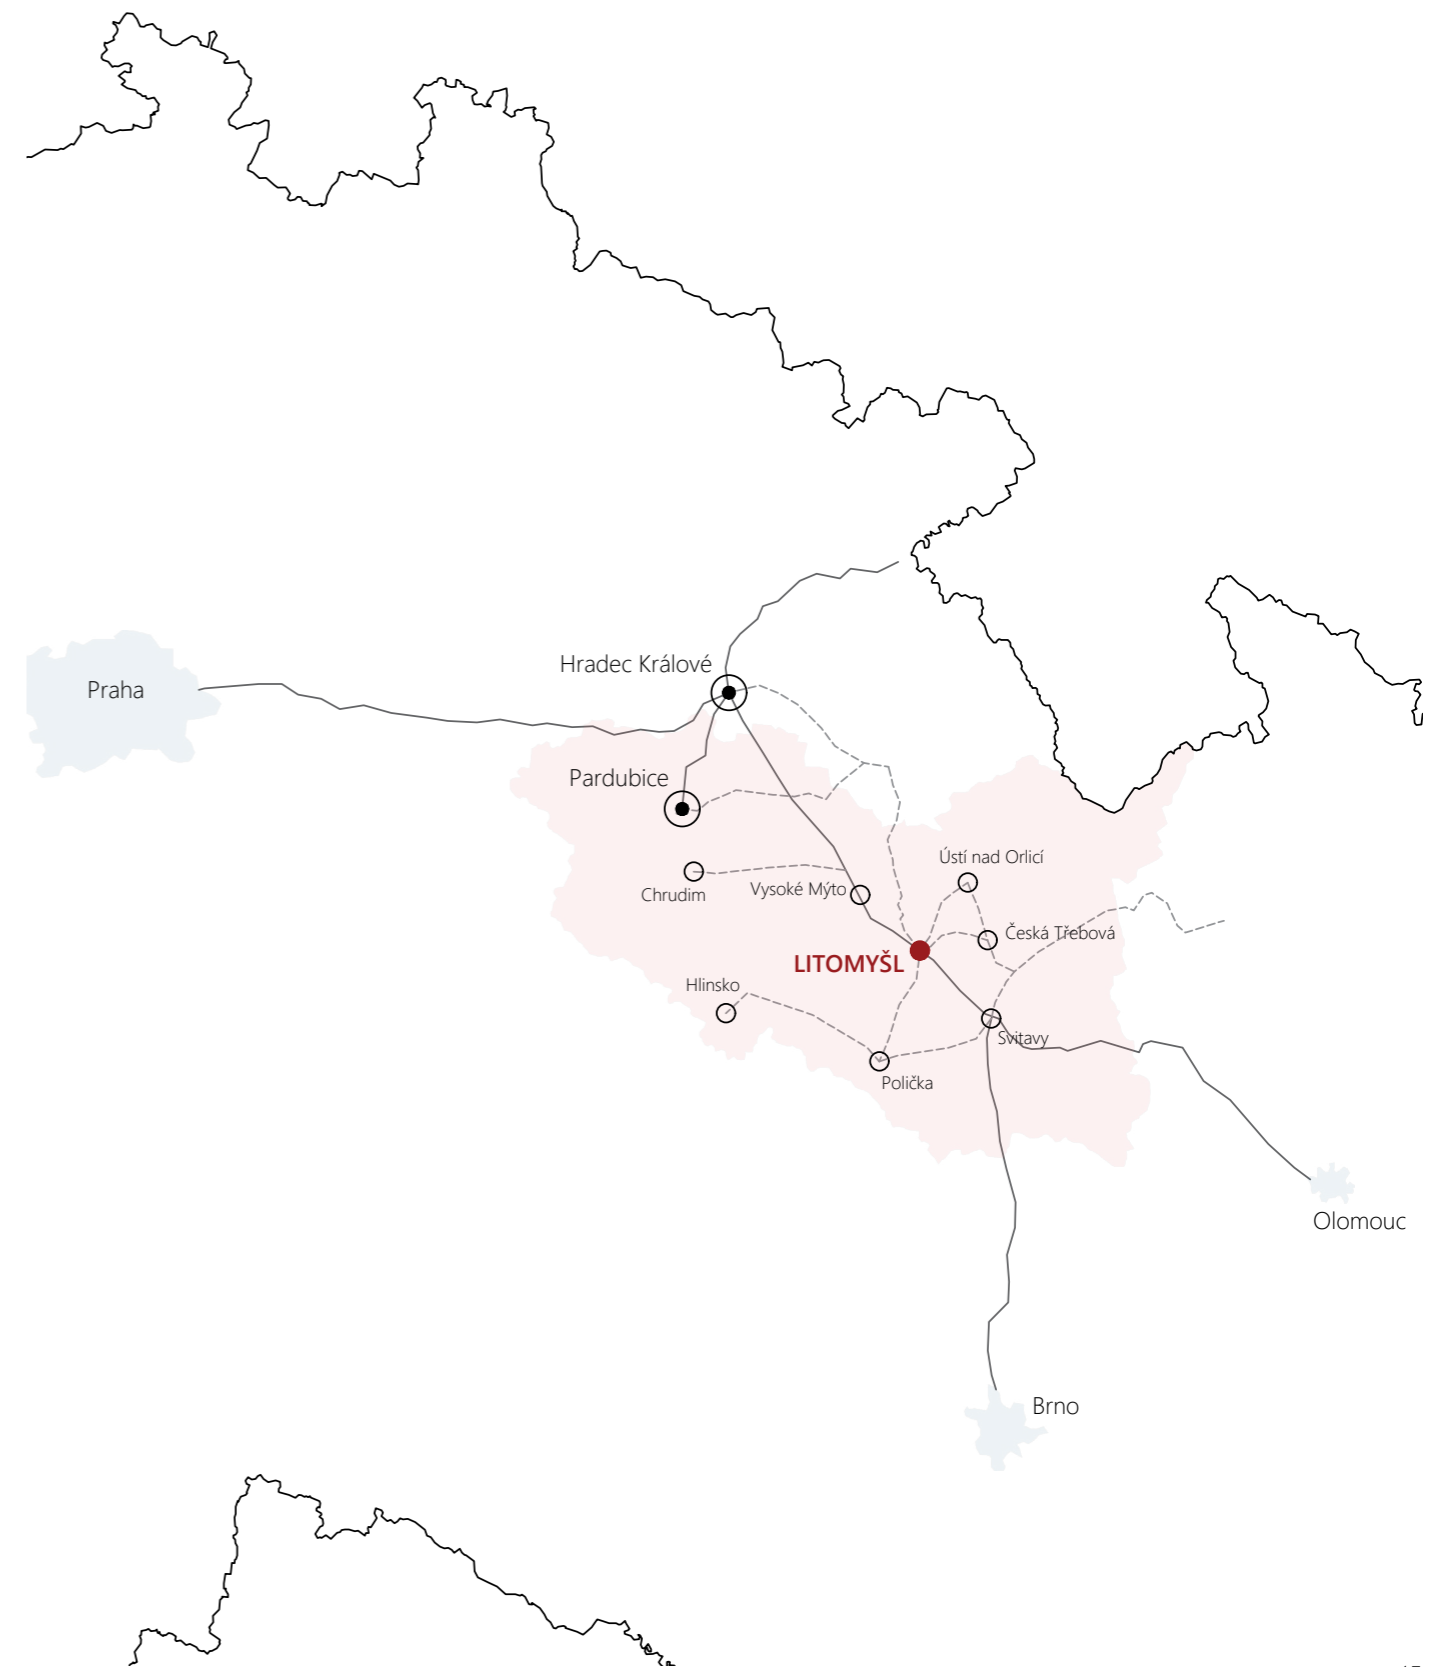 Hradec Králové
Praha
Pardubice
Ústí nad Orlicí
Chrudim
Vysoké Mýto
Česká Třebová
LITOMYŠL
Hlinsko
Svitavy
Polička
Olomouc
Brno